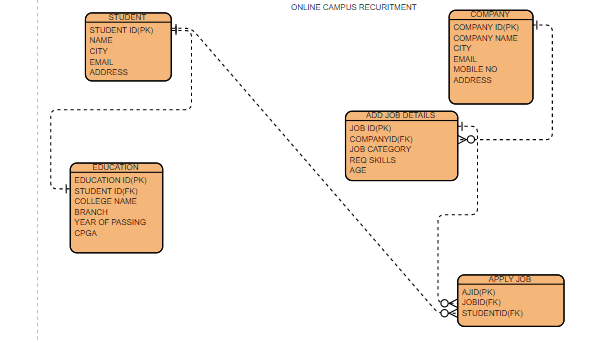 ONLINE CAMPUS RECURITMENT
STUDENT
STUDENT ID(PK)
NAME
CITY
EMAIL
ADDRESS
COMPANY
COMPANY ID(PK)
COMPANY NAME
CITY
EMAIL
MOBILE NO
ADDRESS
ADD JOB DETAILS
JOB ID(PK)
COMPANYID(FK)
JOB CATEGORY
REQ SKILLS
AGE
EDUCATION
EDUCATION ID(PK)
STUDENT ID(FK)
COLLEGE NAME
BRANCH
YEAR OF PASSING
CPGA
APPLY JOB
AJID(PK)
JOBID(FK)
STUDENTID(FK)